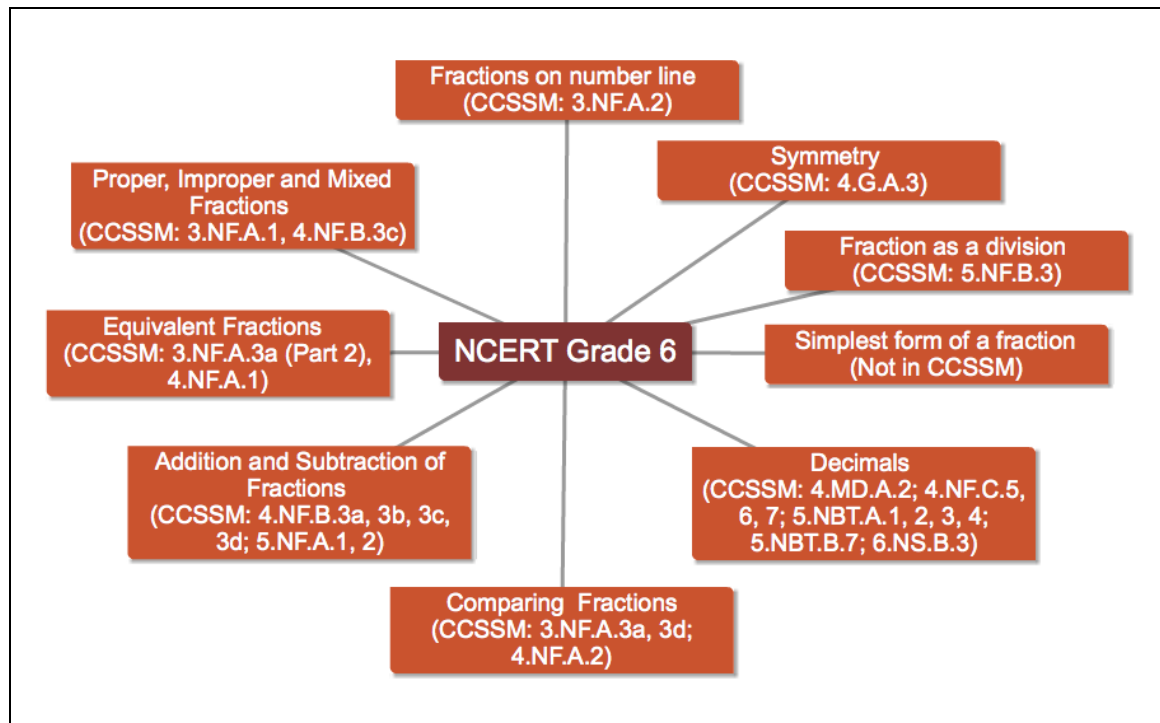 Fractions on number line
(CCSSM: 3.NF.A.2)
Symmetry
(CCSSM: 4.G.A.3)
Proper, Improper and Mixed
Fractions
(CCSSM: 3.NF.A.1, 4.NF.B.3c)
Fraction as a division
(CCSSM: 5.NF.B.3)
Equivalent Fractions
(CCSSM: 3.NF.A.3a (Part 2),
4.NF.A.1)
NCERT Grade 6
Simplest form of a fraction
(Not in CCSSM)
Addition and Subtraction of
Fractions
(CCSSM: 4.NF.B.3a, 3b, 3c,
3d; 5.NF.A.1, 2)
Decimals
(CCSSM: 4.MD.A.2; 4.NF.C.5,
6, 7; 5.NBT.A.1, 2, 3, 4;
5.NBT.B.7; 6.NS.B.3)
Comparing  Fractions
(CCSSM: 3.NF.A.3a, 3d;
4.NF.A.2)